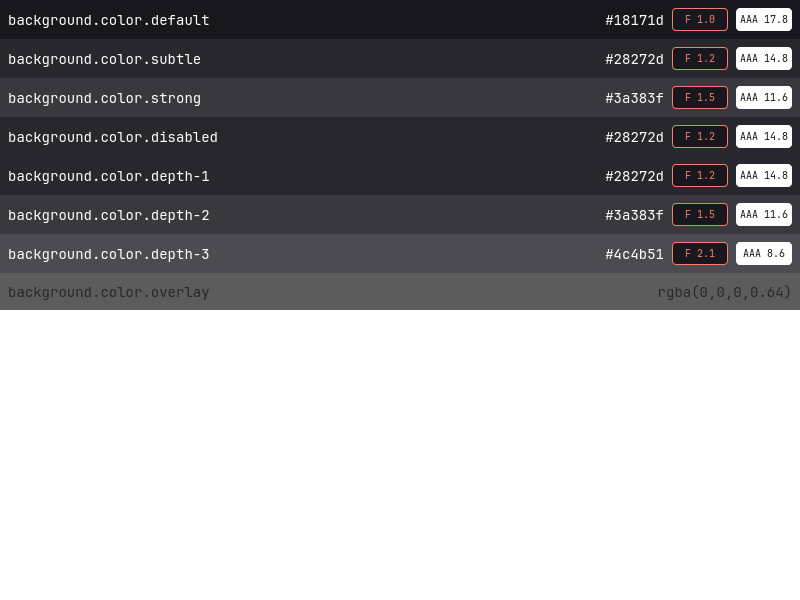 background.color.default #18171d F 1.0 AAA 17.8
background.color.subtle #28272d F 1.2 AAA 14.8
background.color.strong #3a383f F 1.5 AAA 11.6
background.color.disabled #28272d F 1.2 AAA 14.8
background.color.depth-1 #28272d F 1.2 AAA 14.8
background.color.depth-2 #3a383f F 1.5 AAA 11.6
background.color.depth-3 #4c4b51 F 2.1 AAA 8.6
background.color.overlay rgba(0,0,0,0.64)